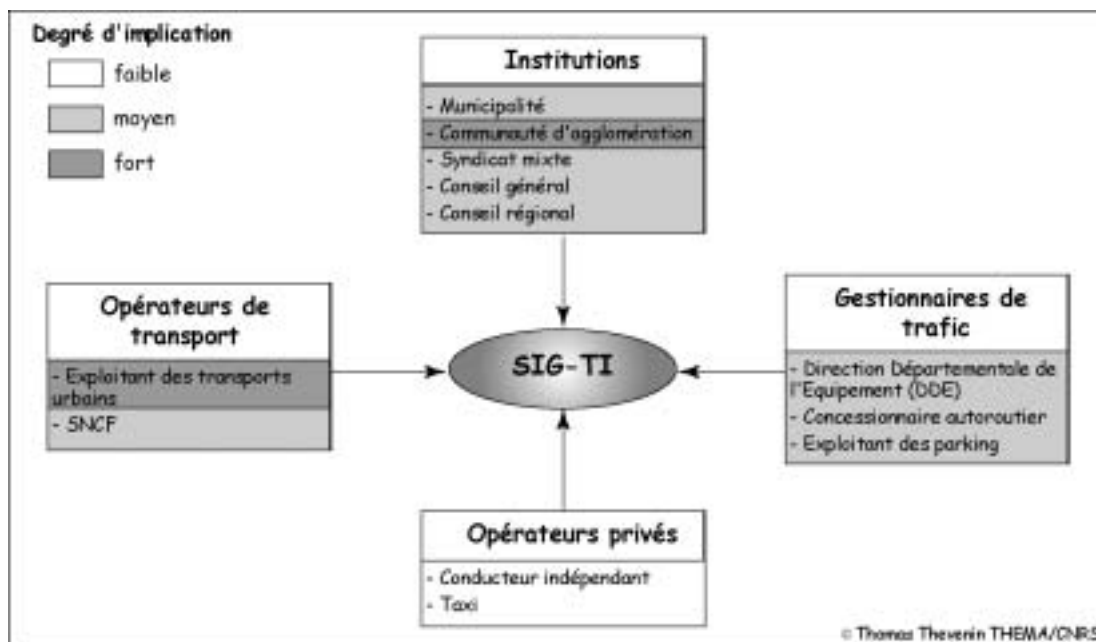 Degré d'implication
faible
moyen
fort
Institutions
- Municipalité
- Communauté d'agglomération
- Syndicat mixte
- Conseil général
- Conseil régional
Opérateurs de
transport
- Exploitant des transports
urbains
- SNCF
SIG-TI
Gestionnaires de
trafic
- Direction Départementale de
l'Equipement (DDE)
- Concessionnaire autoroutier
- Exploitant des parking
Opérateurs privés
- Conducteur indépendant
- Taxi
© Thomas Thevenin THEMA/CNRS